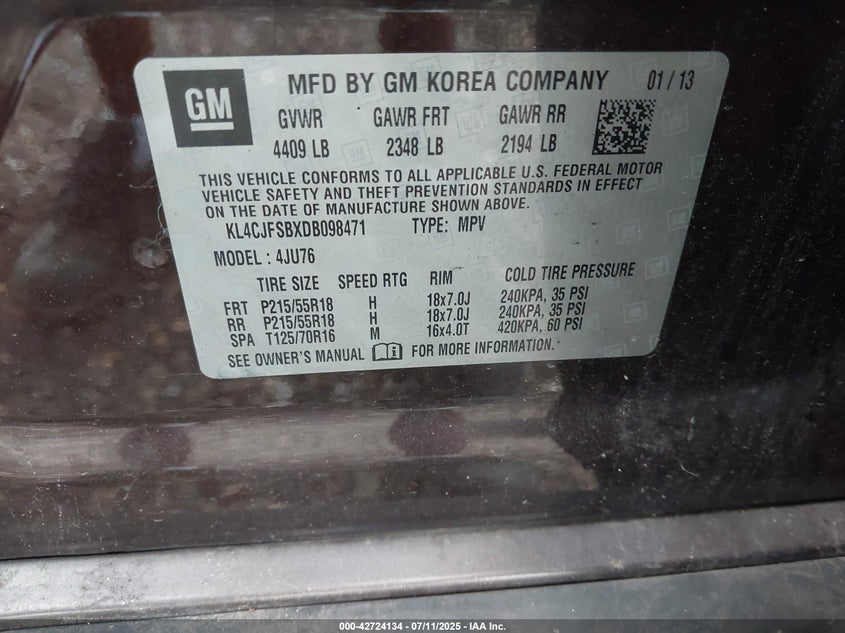 GM
MFD BY GM KOREA COMPANY 01 / 13
GVWR GAWR FRT GAWR RR
4409 LB 2348 LB 2194 LB
THIS VEHICLE CONFORMS TO ALL APPLICABLE U.S. FEDERAL MOTOR
VEHICLE SAFETY AND THEFT PREVENTION STANDARDS IN EFFECT
ON THE DATE OF MANUFACTURE SHOWN ABOVE.
KL4CJFSBXDB098471 TYPE: MPV
MODEL : 4JU76
TIRE SIZE SPEED RTG RIM COLD TIRE PRESSURE
FRT P215/55R18 H 18x7.0J 240KPA, 35 PSI
RR P215/55R18 H 18x7.0J 240KPA, 35 PSI
SPA T125/70R16 M 16x4.0T 420KPA, 60 PSI
SEE OWNER'S MANUAL FOR MORE INFORMATION.
000-42724134 - 07/11/2025 - IAA Inc.